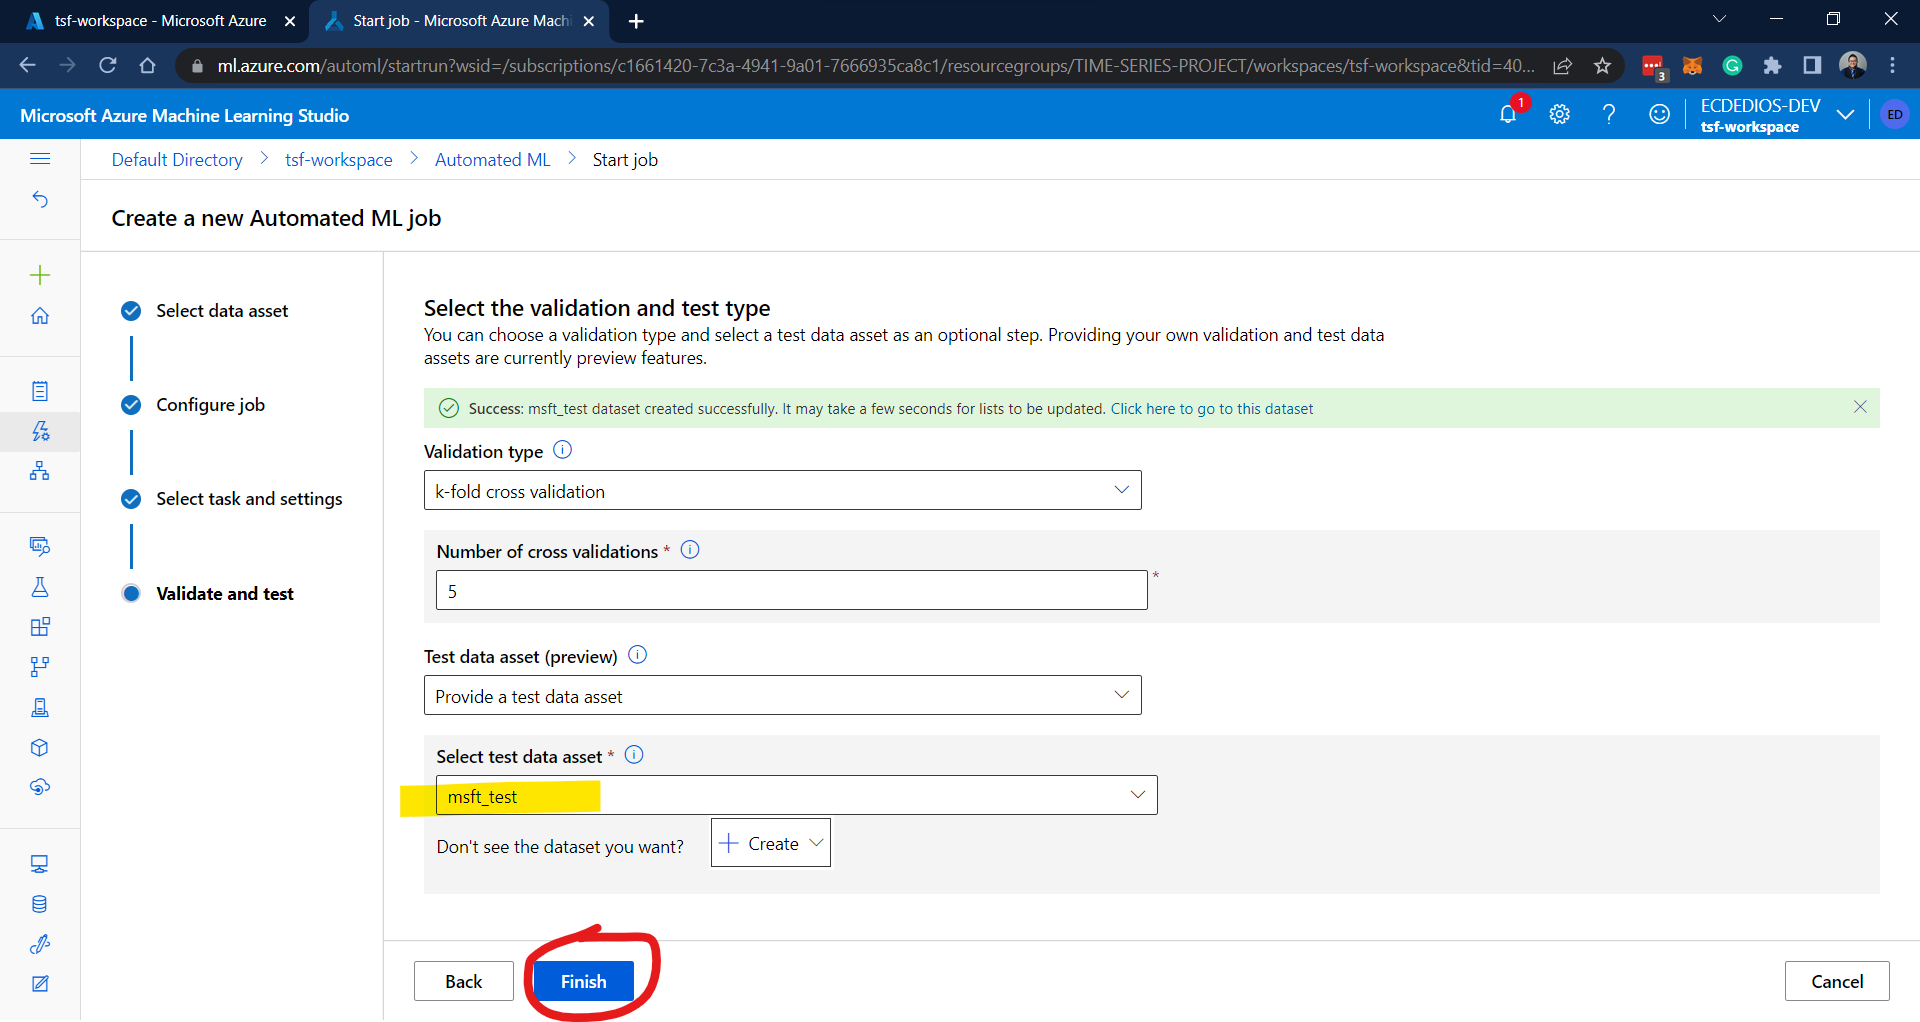 tsf-workspace - Microsoft Azure
Start job - Microsoft Azure Machi
ml.azure.com/automl/startrun?wsid=/subscriptions/c1661420-7c3a-4941-9a01-7666935ca8c1/resourcegroups/TIME-SERIES-PROJECT/workspaces/tsf-workspace&tid=40...
3
Microsoft Azure Machine Learning Studio
1
ECDEDIOS-DEV
tsf-workspace
ED
Default Directory > tsf-workspace > Automated ML > Start job
Create a new Automated ML job
Select data asset
Configure job
Select task and settings
Validate and test
Select the validation and test type
You can choose a validation type and select a test data asset as an optional step. Providing your own validation and test data
assets are currently preview features.
Success: msft_test dataset created successfully. It may take a few seconds for lists to be updated. Click here to go to this dataset
Validation type
k-fold cross validation
Number of cross validations *
5
*
Test data asset (preview)
Provide a test data asset
Select test data asset *
msft_test
Don't see the dataset you want?
Create
Back
Finish
Cancel